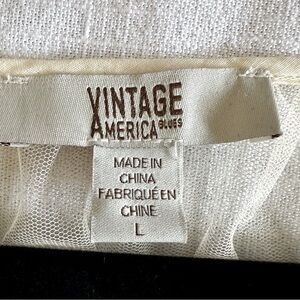 VINTAGE
AMERICA BLUES
MADE IN
CHINA
FABRIQUÉ EN
CHINE
L